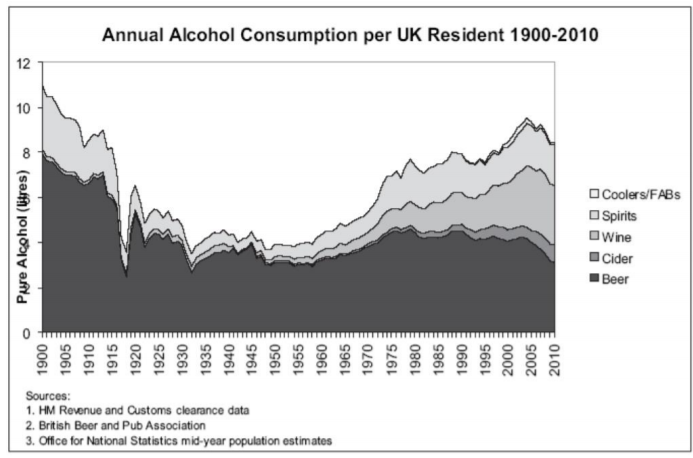 Annual Alcohol Consumption per UK Resident 1900-2010
Pure Alcohol (litres)
12
10
8
6
4
2
0
1900 1905 1910 1915 1920 1925 1930 1935 1940 1945 1950 1955 1960 1965 1970 1975 1980 1985 1990 1995 2000 2005 2010
Coolers/FABs
Spirits
Wine
Cider
Beer
Sources:
1. HM Revenue and Customs clearance data
2. British Beer and Pub Association
3. Office for National Statistics mid-year population estimates